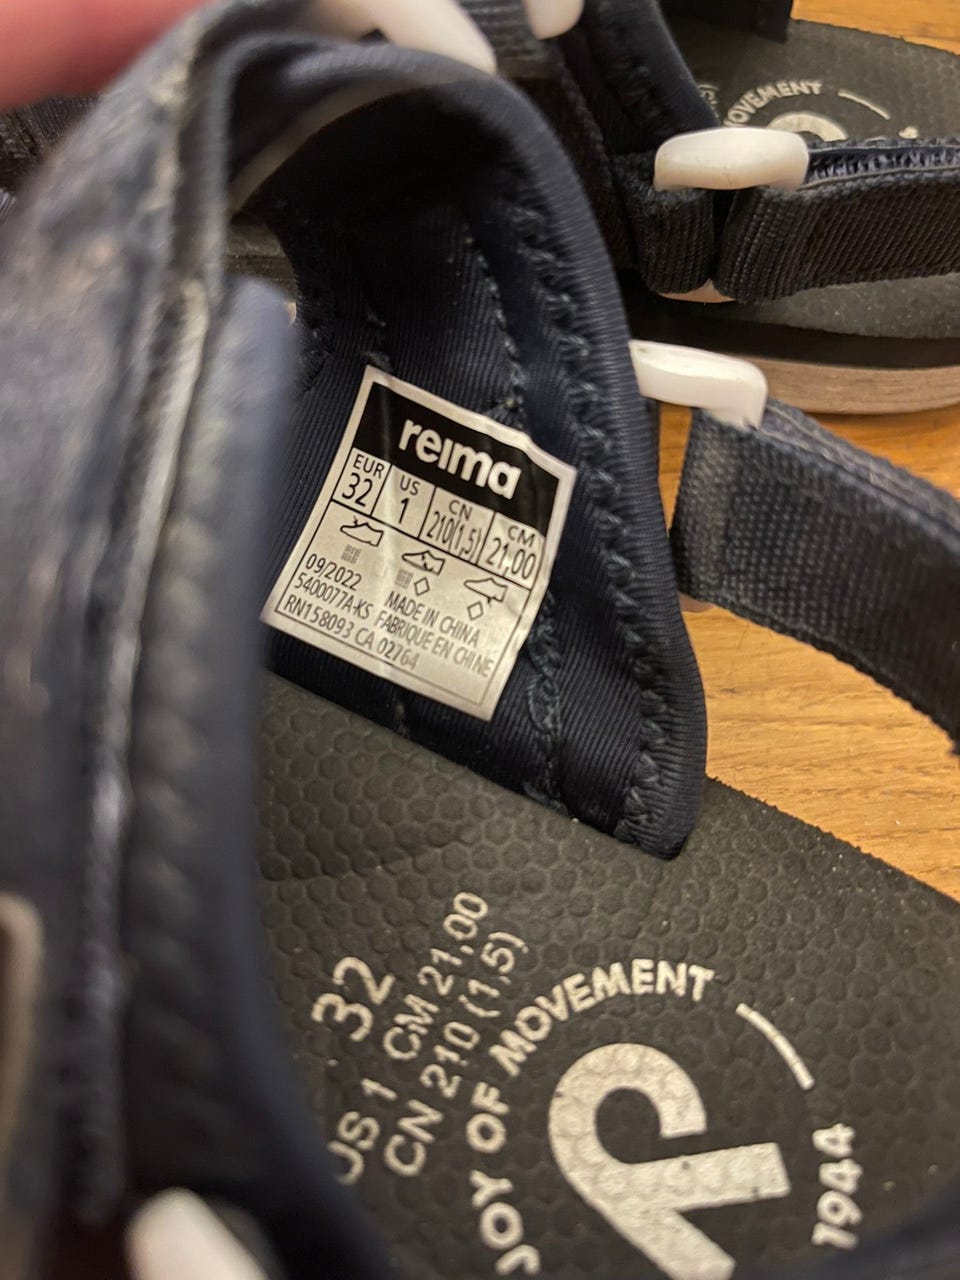 MOVEMENT
reima
EUR US CN CM
32 1 210(1,5) 21,00
09/2022 MADE IN CHINA
5400077A-KS FABRIQUE EN CHINE
RN158093 CA 02764
32
US 1 CM 21,00
CN 210 (1,5)
JOY OF MOVEMENT
1944